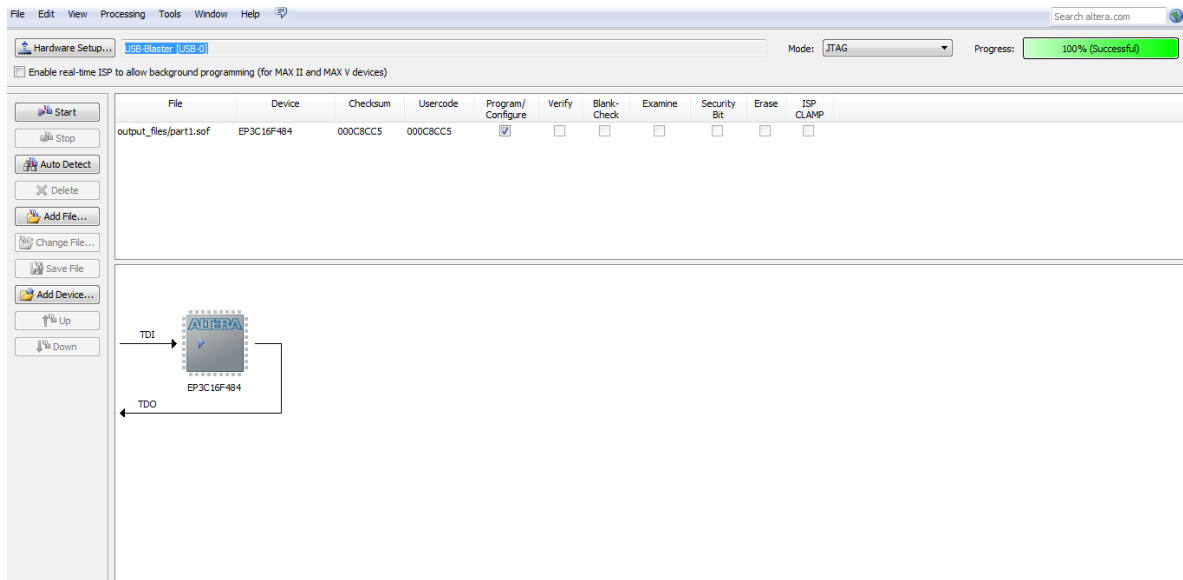 File Edit View Processing Tools Window Help
Search altera.com
Hardware Setup... USB-Blaster [USB-0] Mode: JTAG Progress: 100% (Successful)
Enable real-time ISP to allow background programming (for MAX II and MAX V devices)
Start
Stop
Auto Detect
Delete
Add File...
Change File...
Save File
Add Device...
Up
Down
File Device Checksum Usercode Program/ Verify Blank- Examine Security Erase ISP
Configure Check Bit CLAMP
output_files/part1.sof EP3C16F484 000C8CC5 000C8CC5
ALTERA
TDI
EP3C16F484
TDO